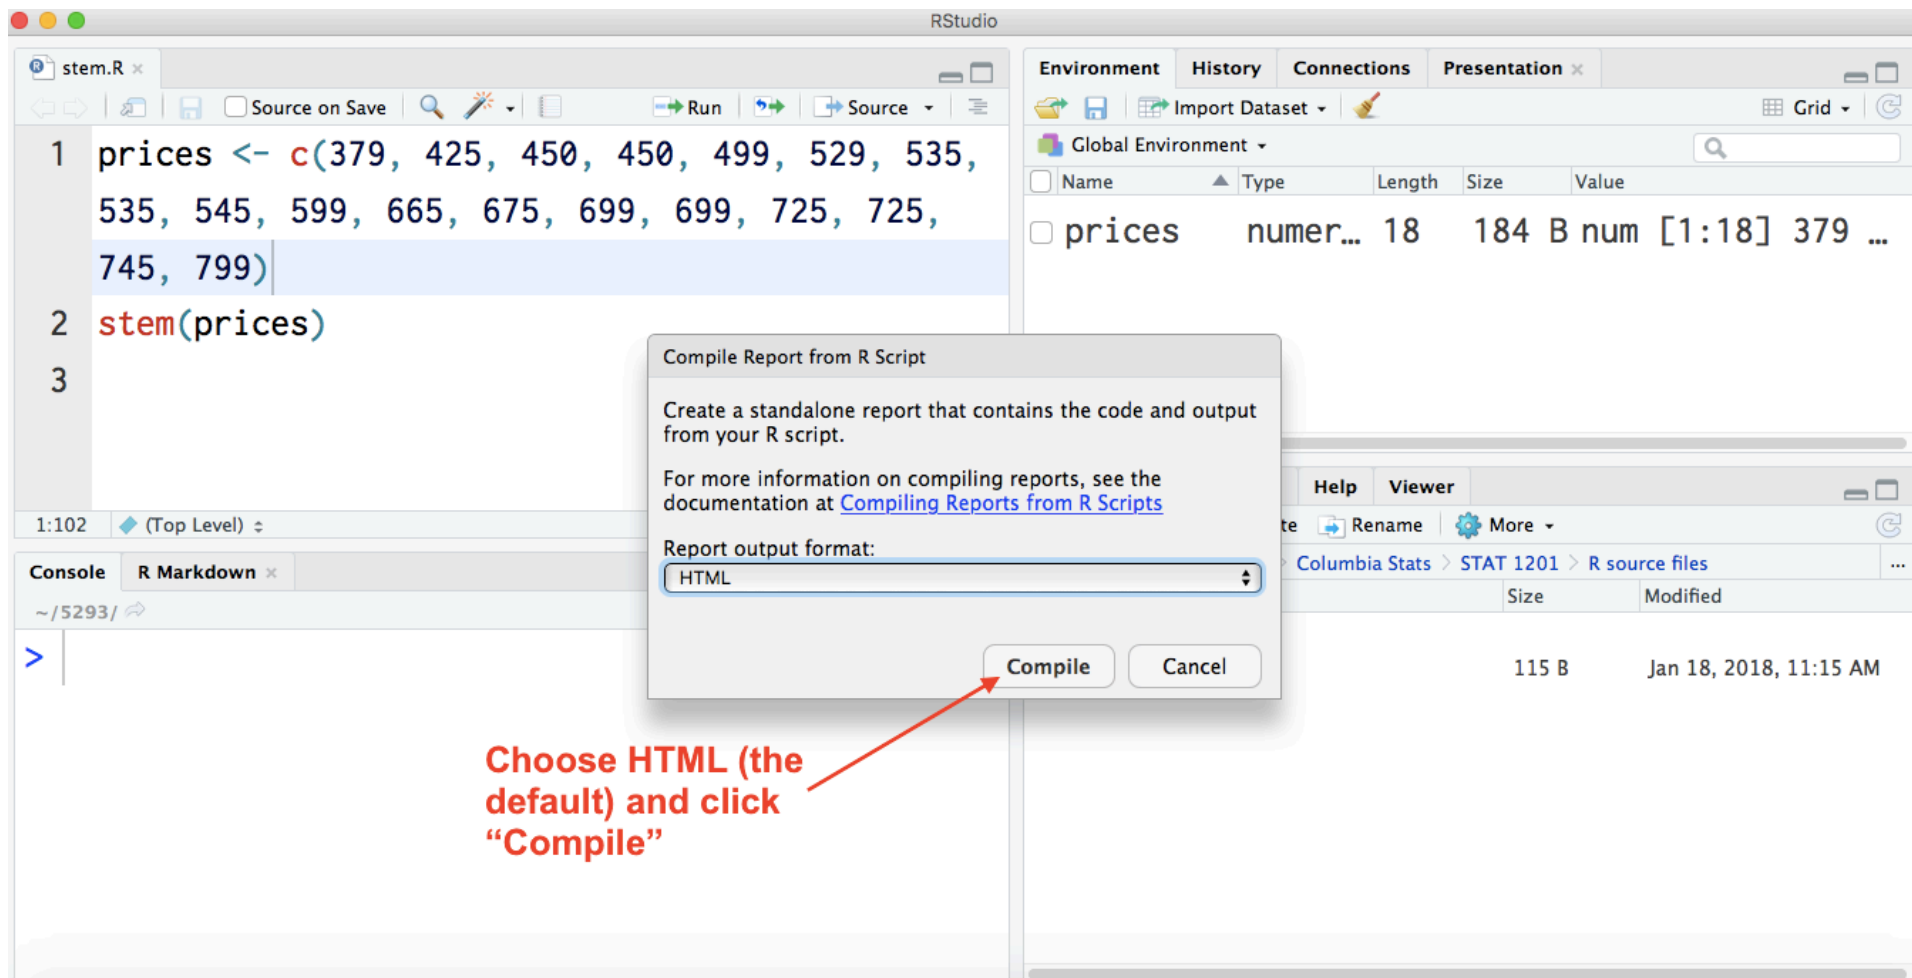 RStudio
stem.R
Source on Save
Run
Source
1 prices <- c(379, 425, 450, 450, 499, 529, 535,
535, 545, 599, 665, 675, 699, 699, 725, 725,
745, 799)
2 stem(prices)
3
1:102 (Top Level)
Console R Markdown
~/5293/
>
Environment History Connections Presentation
Import Dataset Grid
Global Environment
Name Type Length Size Value
prices numer... 18 184 B num [1:18] 379 ...
Compile Report from R Script
Create a standalone report that contains the code and output
from your R script.
For more information on compiling reports, see the
documentation at Compiling Reports from R Scripts
Report output format:
HTML
Compile Cancel
Help Viewer
te Rename More
Columbia Stats > STAT 1201 > R source files ...
Size Modified
115 B Jan 18, 2018, 11:15 AM
Choose HTML (the
default) and click
“Compile”